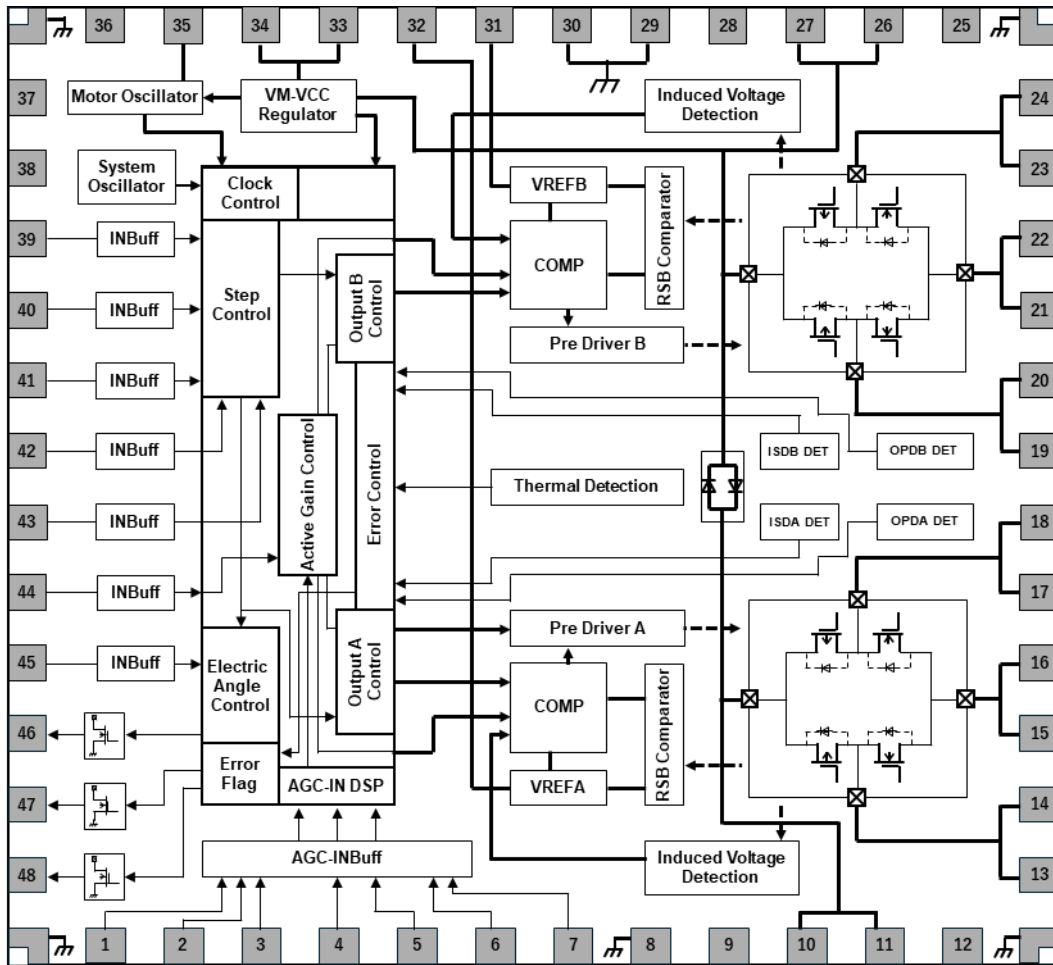 36
35
34
33
32
31
30
29
28
27
26
25
37
Motor Oscillator
VM-VCC
Regulator
Induced Voltage
Detection
24
38
System
Oscillator
Clock
Control
VREFB
RSB Comparator
23
39
INBuff
Step
Control
Output B
Control
COMP
22
40
INBuff
Pre Driver B
21
41
INBuff
20
42
INBuff
Active Gain Control
Error Control
ISDB DET
OPDB DET
19
Thermal Detection
43
INBuff
ISDA DET
OPDA DET
18
44
INBuff
17
45
INBuff
Electric
Angle
Control
Output A
Control
Pre Driver A
16
COMP
RSB Comparator
46
15
Error
Flag
AGC-IN DSP
VREFA
47
14
AGC-INBuff
Induced Voltage
Detection
48
13
1
2
3
4
5
6
7
8
9
10
11
12